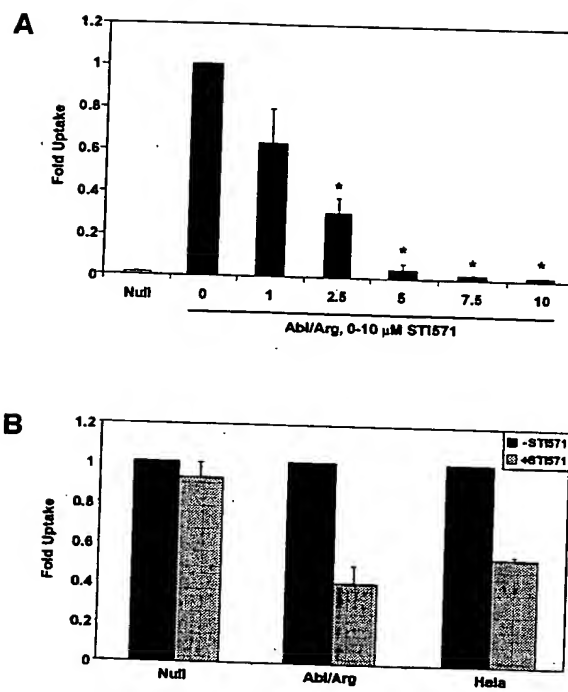 A
1.2
1
0.8
0.6
0.4
0.2
0
Fold Uptake
* * * *
Null 0 1 2.5 5 7.5 10
Abl/Arg, 0-10 μM STI571
B
1.2
1
0.8
0.6
0.4
0.2
0
Fold Uptake
-STI571
+STI571
Null Abl/Arg Hela